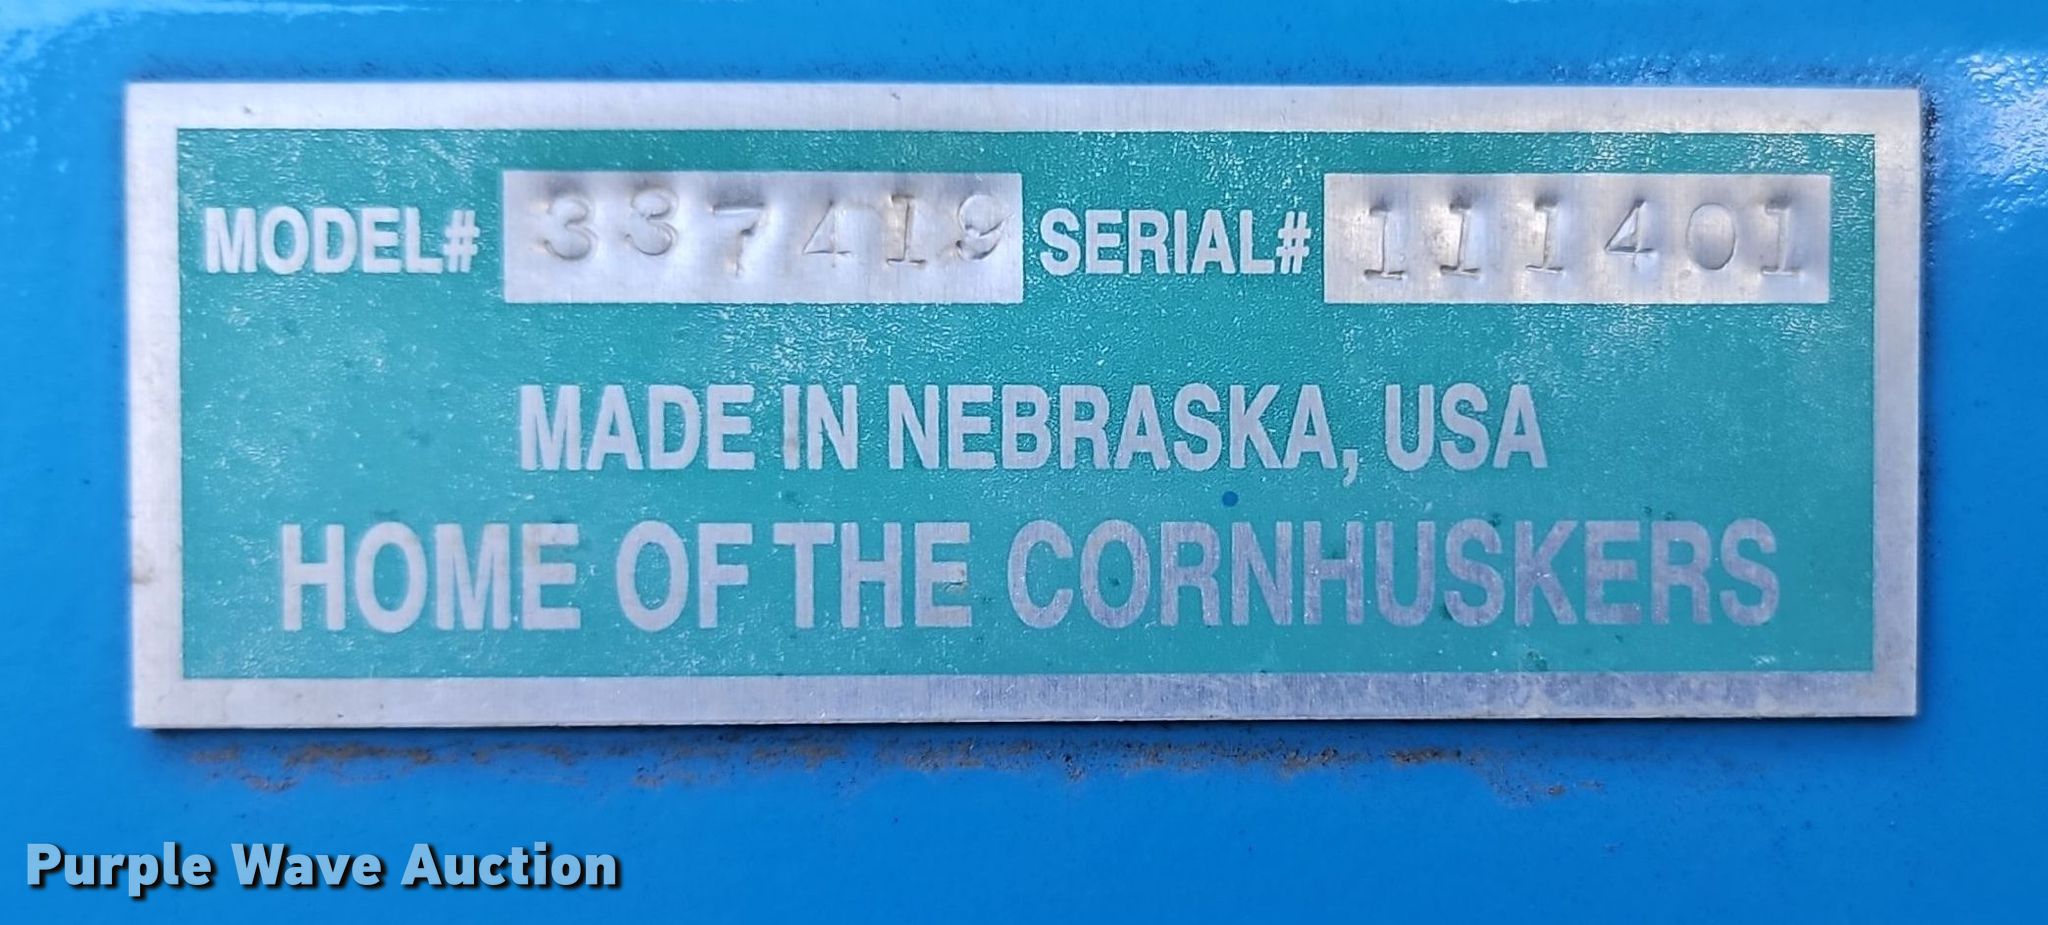 MODEL# 337419 SERIAL# 111401
MADE IN NEBRASKA, USA
HOME OF THE CORNHUSKERS
Purple Wave Auction